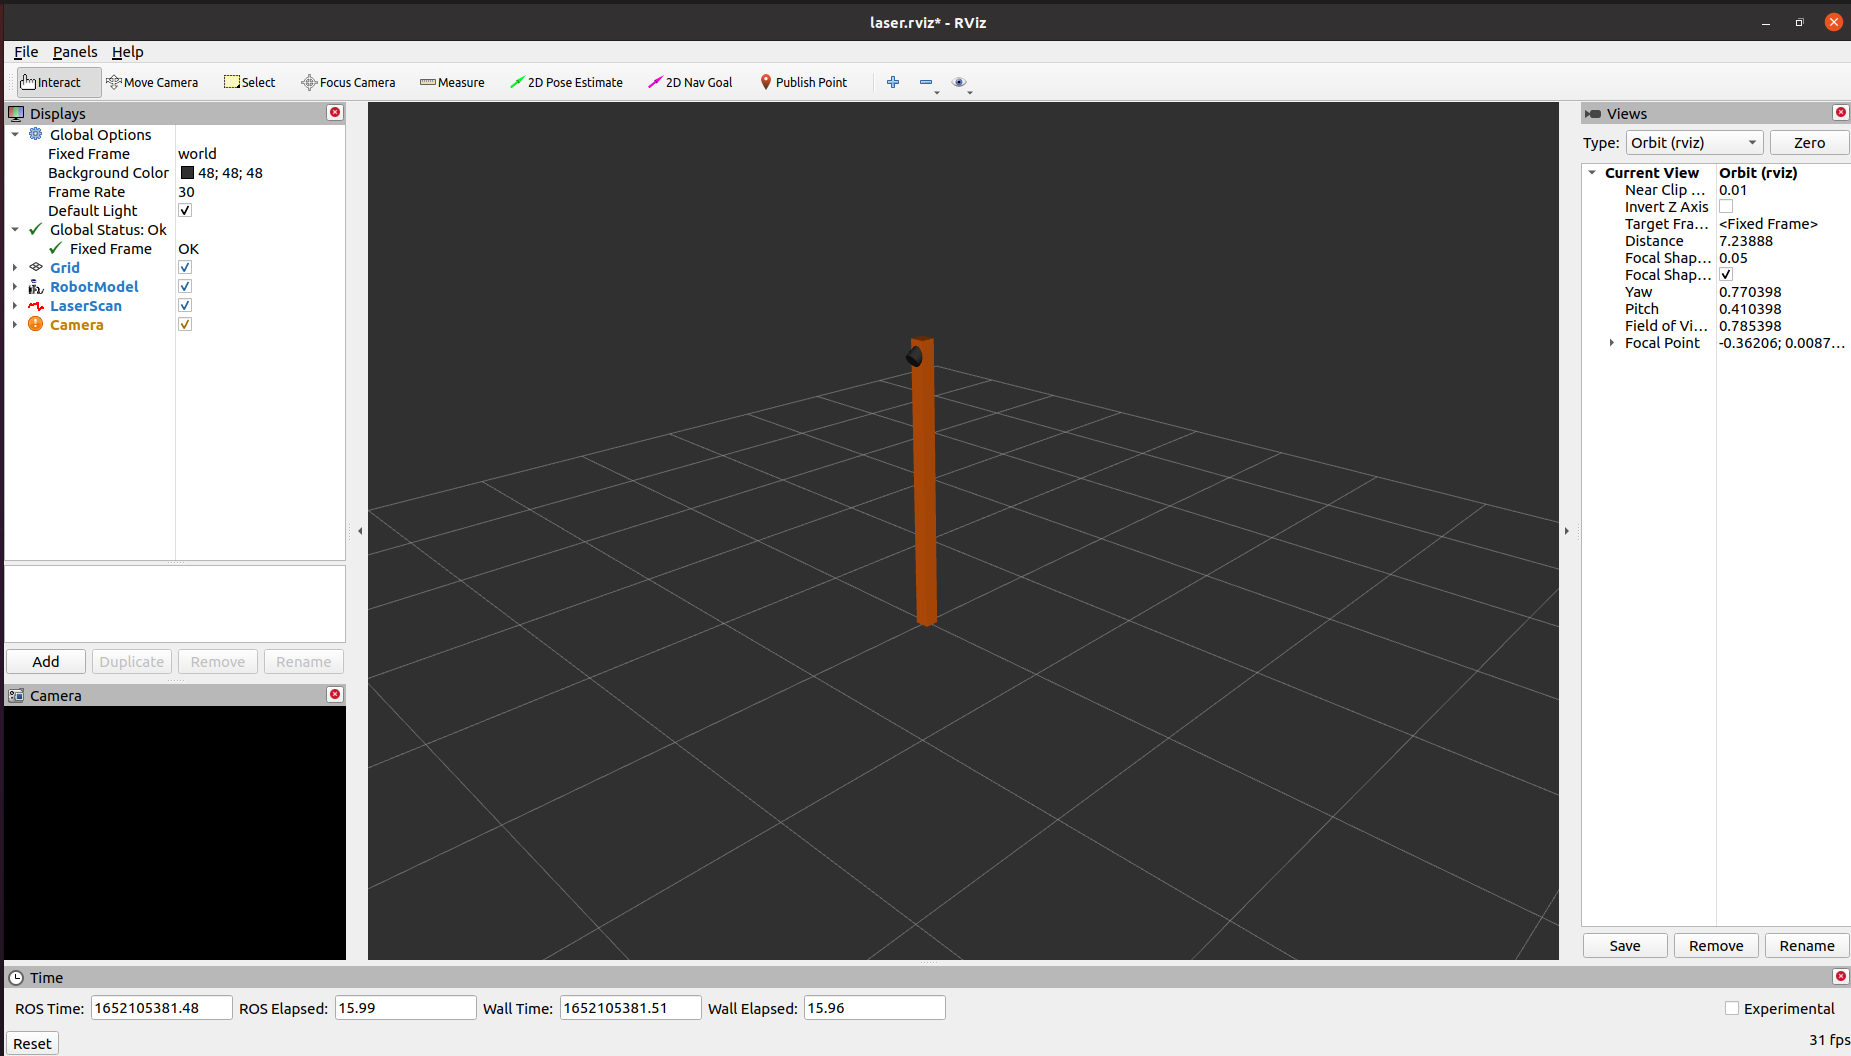 laser.rviz* - RViz
File Panels Help
Interact Move Camera Select Focus Camera Measure 2D Pose Estimate 2D Nav Goal Publish Point
Displays
Global Options
Fixed Frame world
Background Color 48; 48; 48
Frame Rate 30
Default Light
Global Status: Ok
Fixed Frame OK
Grid
RobotModel
LaserScan
Camera
Add Duplicate Remove Rename
Camera
Views
Type: Orbit (rviz) Zero
Current View Orbit (rviz)
Near Clip ... 0.01
Invert Z Axis
Target Fra... <Fixed Frame>
Distance 7.23888
Focal Shap... 0.05
Focal Shap...
Yaw 0.770398
Pitch 0.410398
Field of Vi... 0.785398
Focal Point -0.36206; 0.0087...
Save Remove Rename
Time
ROS Time: 1652105381.48 ROS Elapsed: 15.99 Wall Time: 1652105381.51 Wall Elapsed: 15.96 Experimental
Reset 31 fps